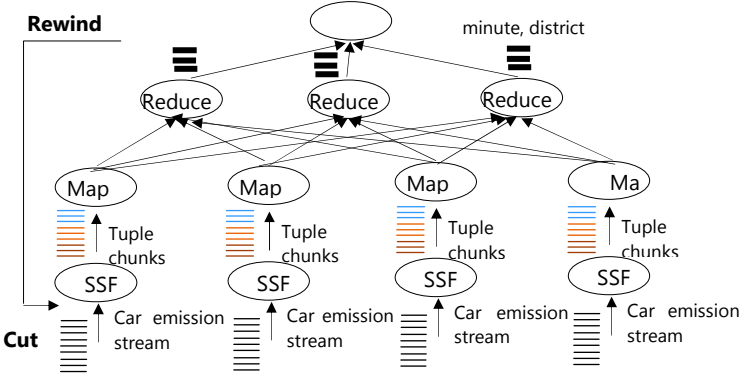 Rewind
minute, district
Reduce
Reduce
Reduce
Map
Map
Map
Ma
Tuple
chunks
Tuple
chunks
Tuple
chunks
Tuple
chunks
SSF
SSF
SSF
SSF
Cut
Car emission
stream
Car emission
stream
Car emission
stream
Car emission
stream